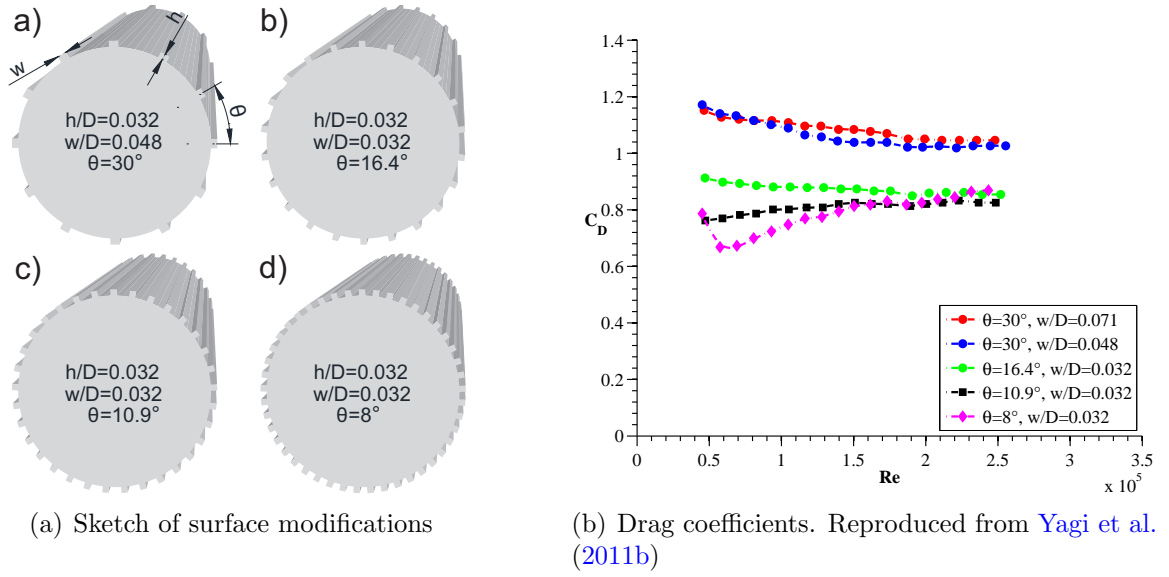 a)
h
w
θ
h/D=0.032
w/D=0.048
θ=30°
b)
h/D=0.032
w/D=0.032
θ=16.4°
c)
h/D=0.032
w/D=0.032
θ=10.9°
d)
h/D=0.032
w/D=0.032
θ=8°
(a) Sketch of surface modifications
1.4
1.2
1
0.8
C_D
0.6
0.4
0.2
0
0 0.5 1 1.5 2 2.5 3 3.5
Re
x 10⁵
θ=30°, w/D=0.071
θ=30°, w/D=0.048
θ=16.4°, w/D=0.032
θ=10.9°, w/D=0.032
θ=8°, w/D=0.032
(b) Drag coefficients. Reproduced from Yagi et al.
(2011b)